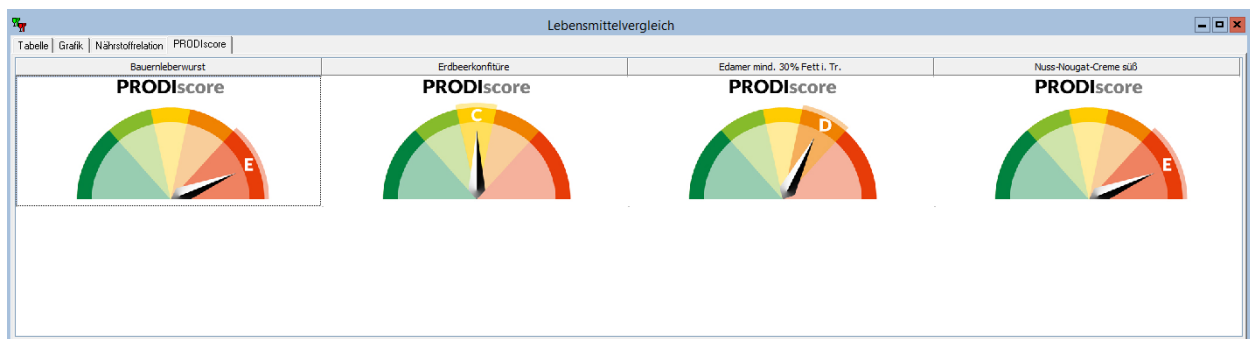 Lebensmittelvergleich
Tabelle Grafik Nährstoffrelation PRODIscore
Bauernleberwurst Erdbeerkonfitüre Edamer mind. 30% Fett i. Tr. Nuss-Nougat-Creme süß
PRODIscore PRODIscore PRODIscore PRODIscore
E C D E